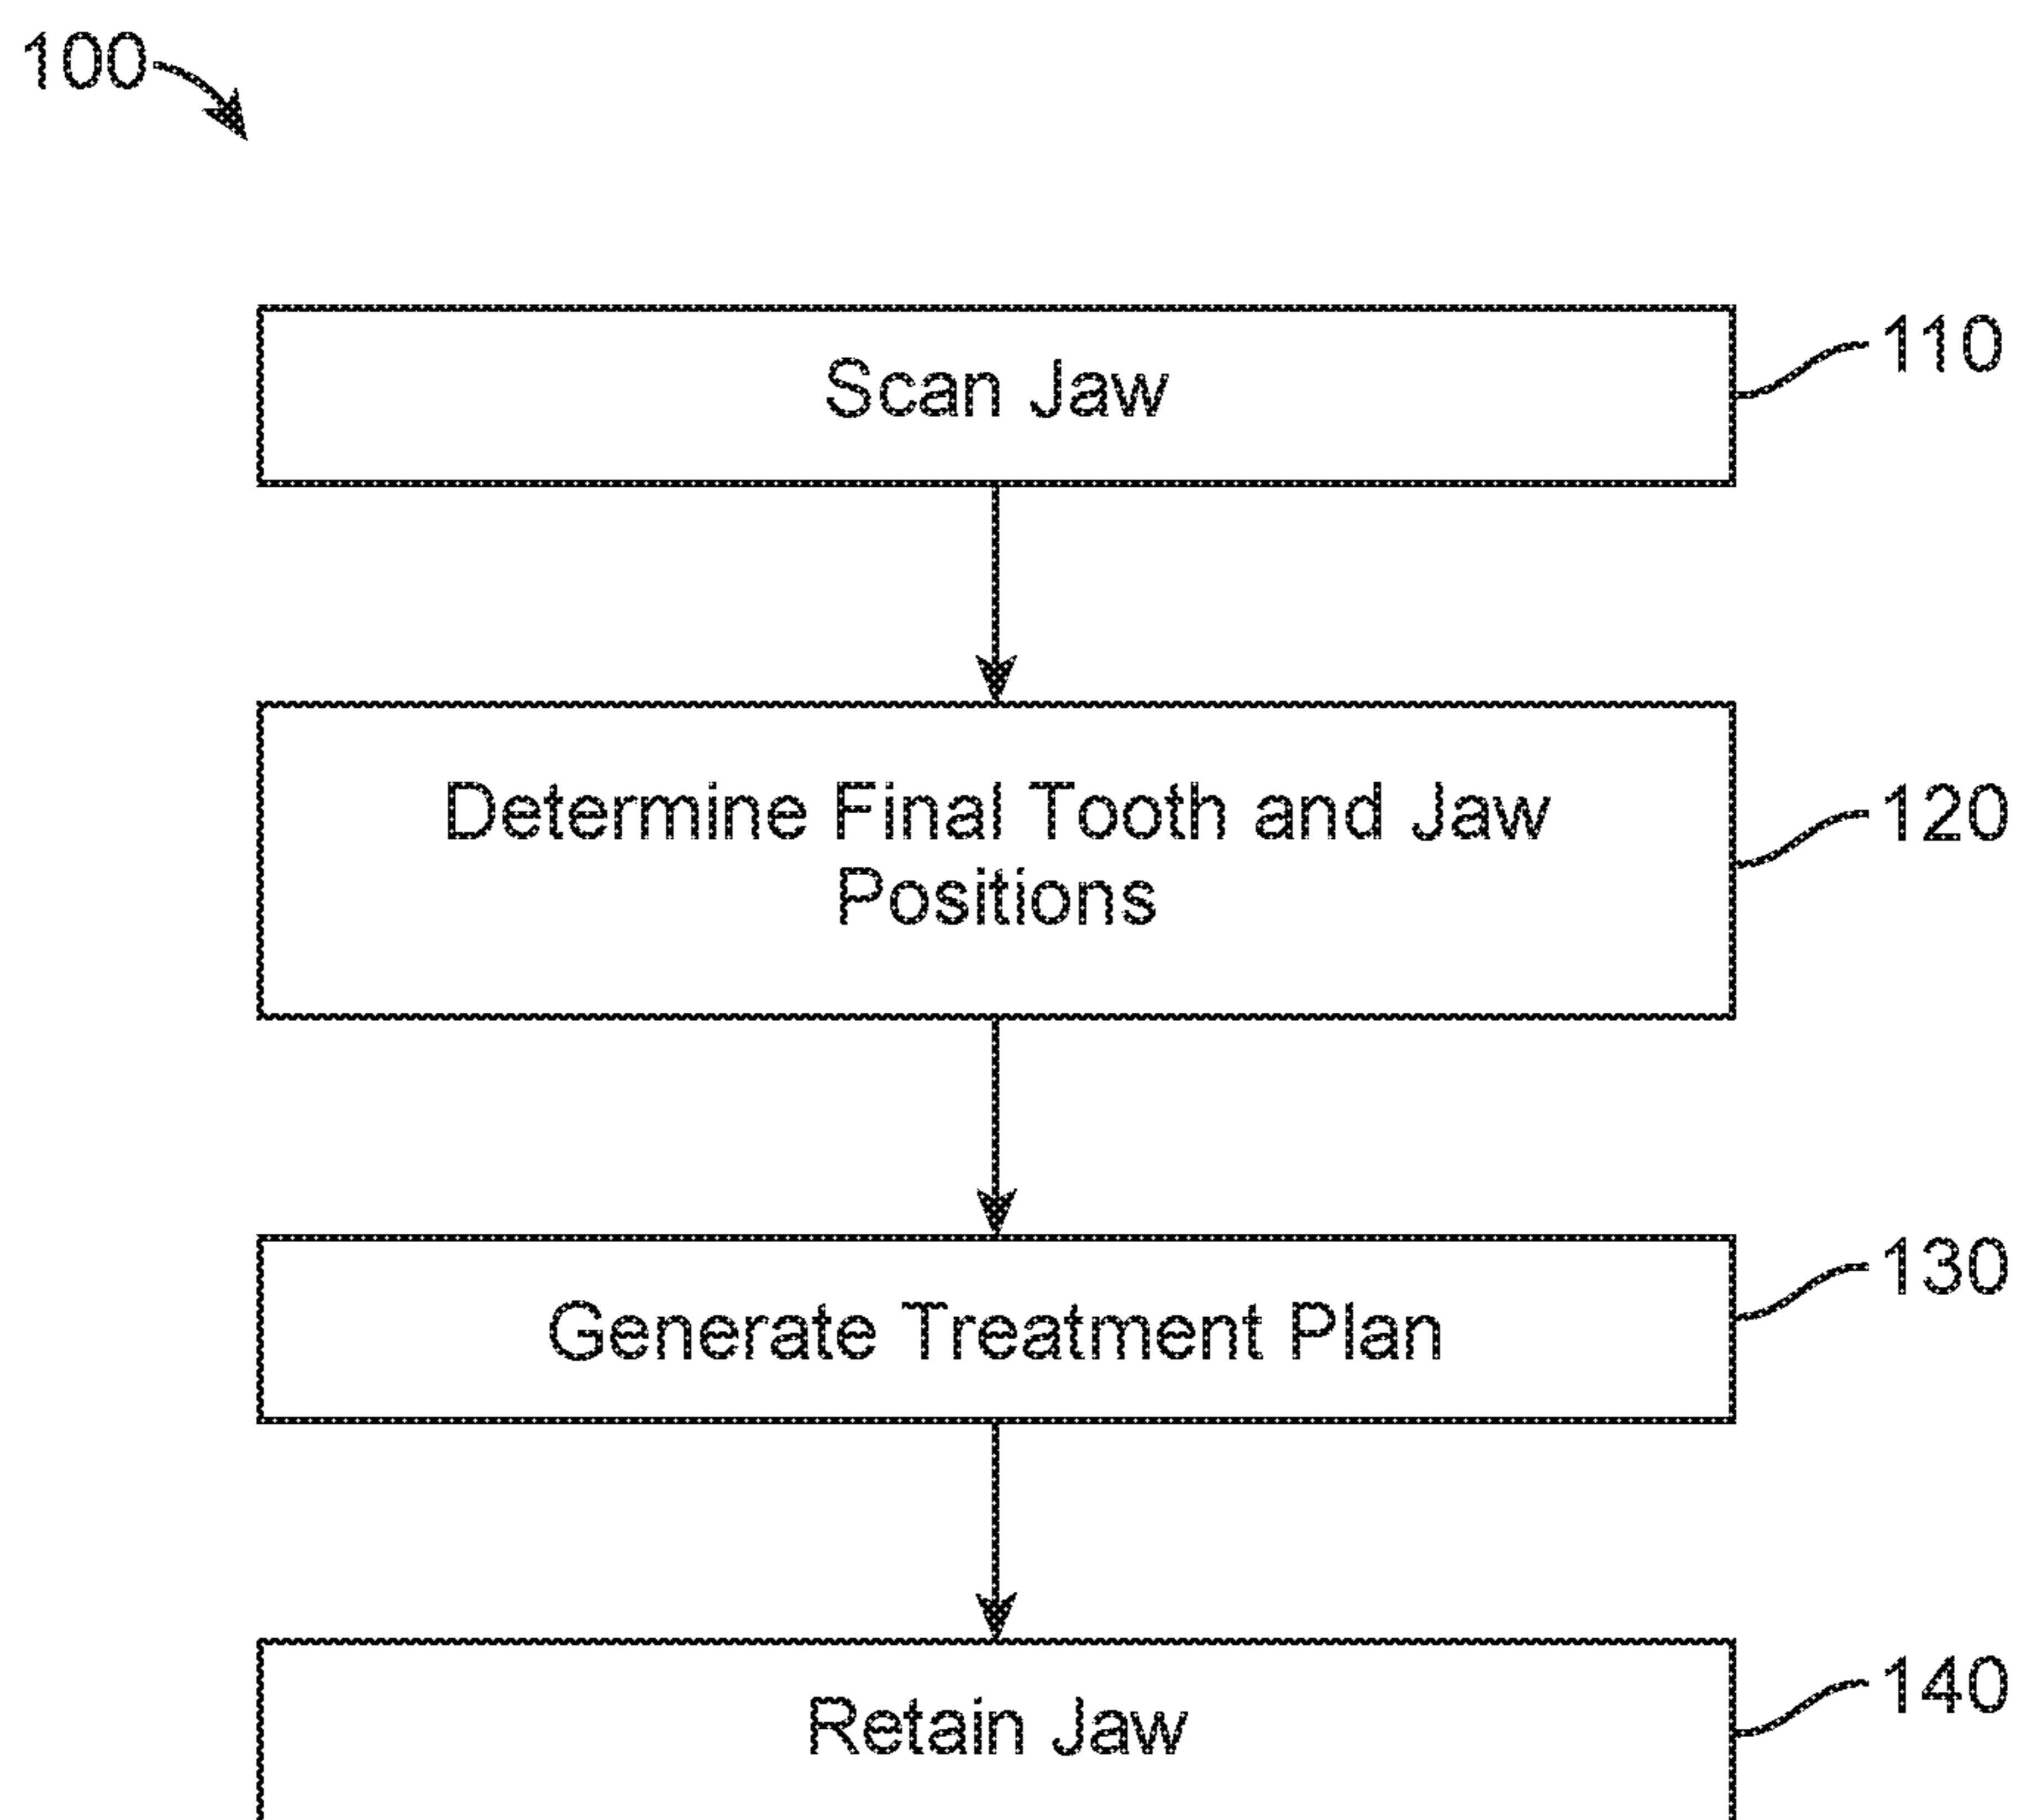 100
Scan Jaw
110
Determine Final Tooth and Jaw
Positions
120
Generate Treatment Plan
130
Retain Jaw
140